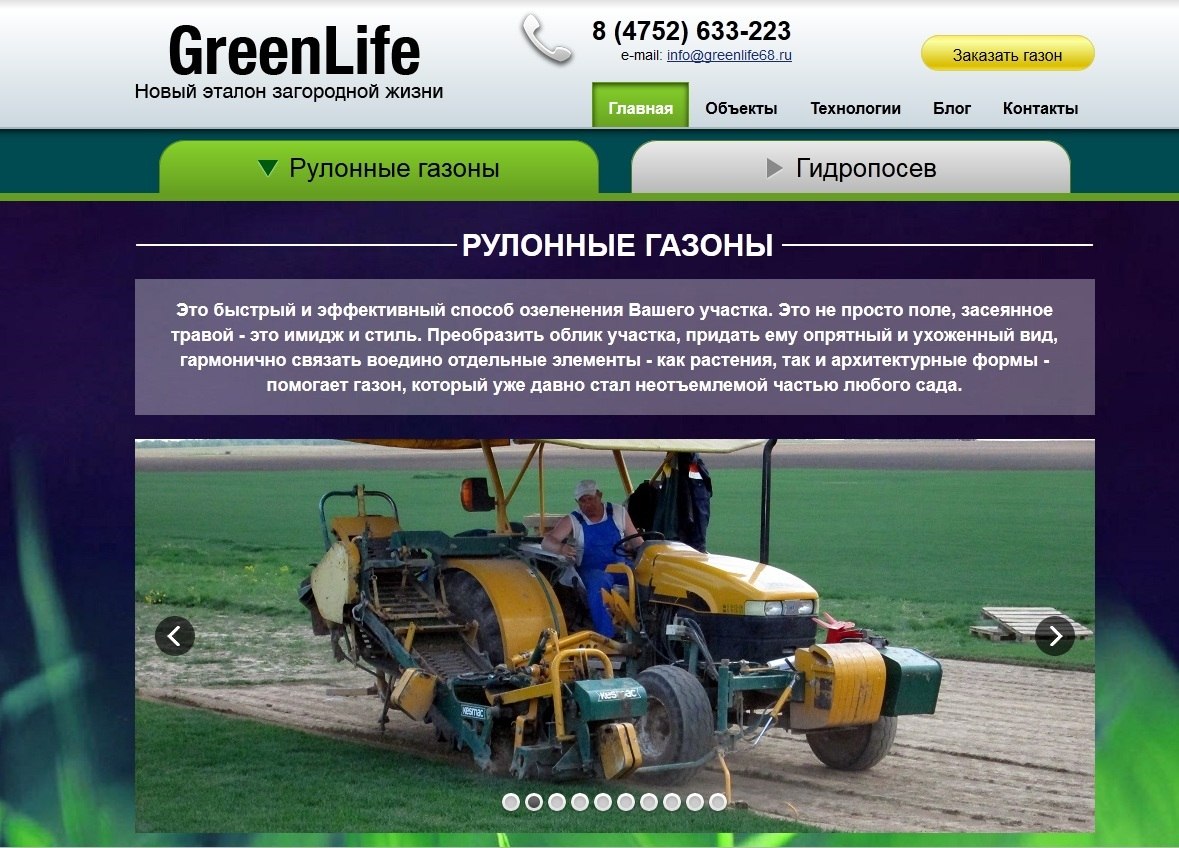 GreenLife
Новый эталон загородной жизни
8 (4752) 633-223
e-mail: info@greenlife68.ru
Заказать газон
Главная Объекты Технологии Блог Контакты
Рулонные газоны
Гидропосев
РУЛОННЫЕ ГАЗОНЫ
Это быстрый и эффективный способ озеленения Вашего участка. Это не просто поле, засеянное
травой - это имидж и стиль. Преобразить облик участка, придать ему опрятный и ухоженный вид,
гармонично связать воедино отдельные элементы - как растения, так и архитектурные формы -
помогает газон, который уже давно стал неотъемлемой частью любого сада.
Kesmac
Kesmac